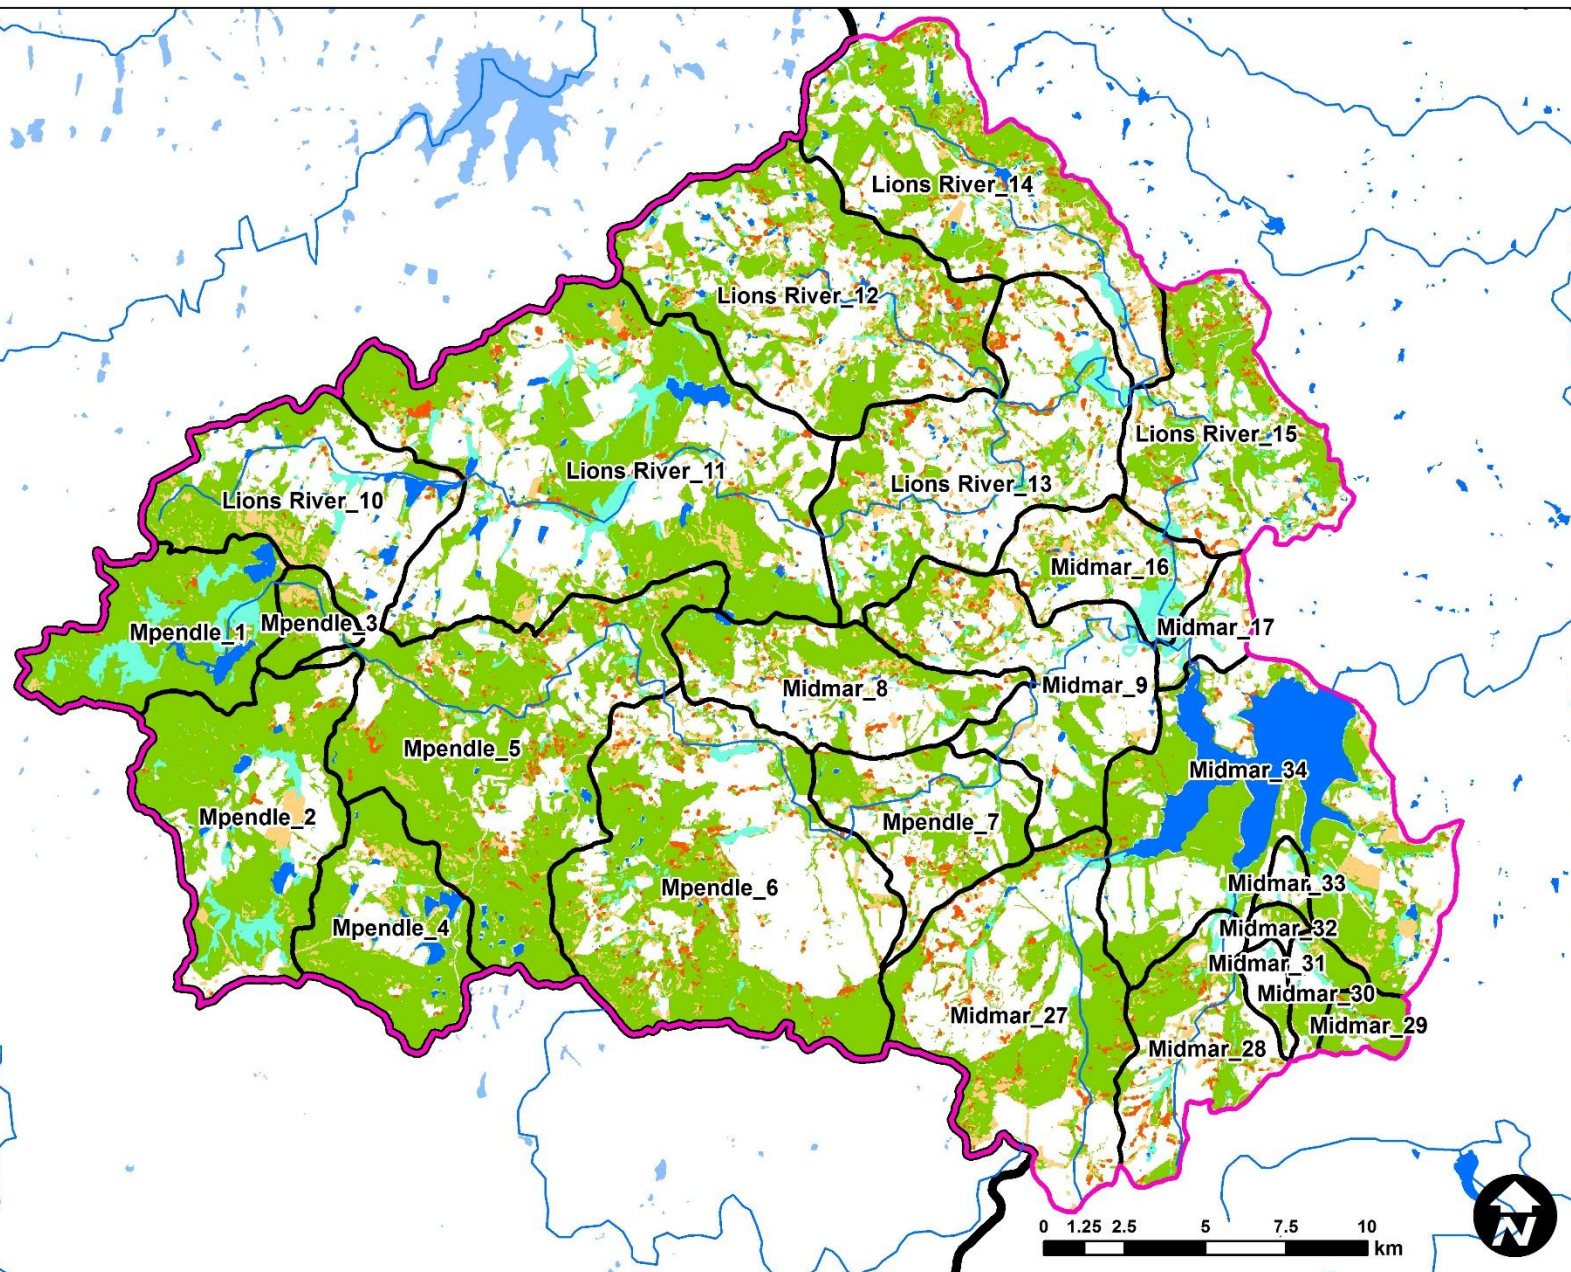 Lions River_14
Lions River_12
Lions River_15
Lions River_11
Lions River_13
Lions River_10
Midmar_16
Mpendle_1
Mpendle_3
Midmar_17
Midmar_8
Midmar_9
Mpendle_5
Midmar_34
Mpendle_2
Mpendle_7
Mpendle_6
Midmar_33
Mpendle_4
Midmar_32
Midmar_31
Midmar_30
Midmar_27
Midmar_29
Midmar_28
N
0 1.25 2.5 5 7.5 10
km